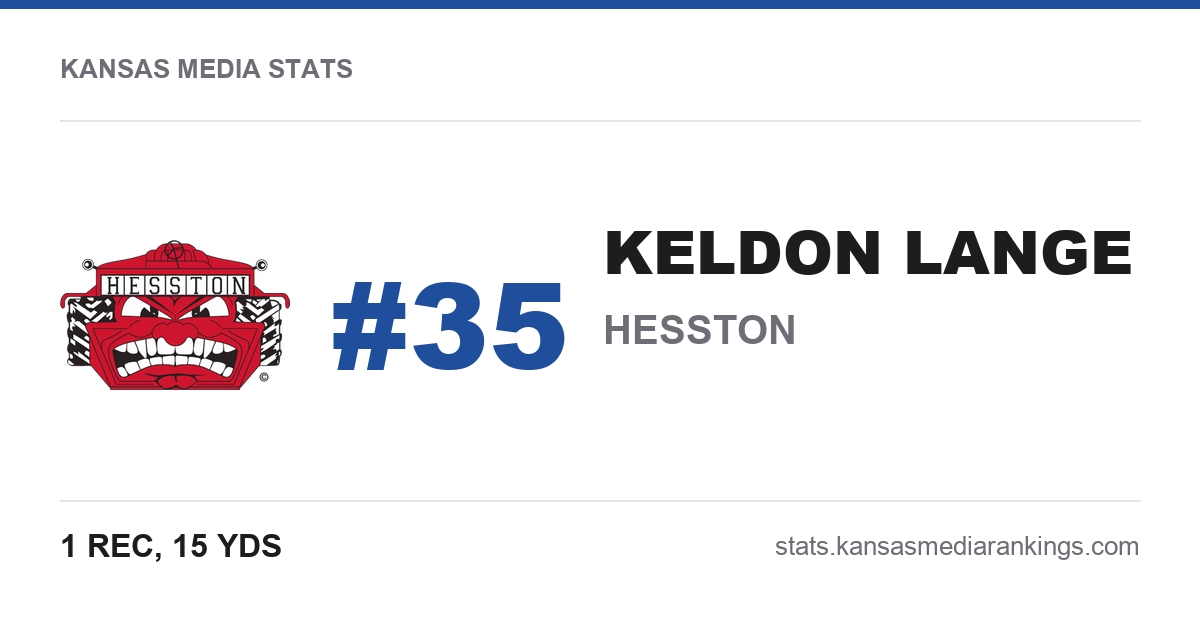 KANSAS MEDIA STATS
HESSTON
©
#35
KELDON LANGE
HESSTON
1 REC, 15 YDS
stats.kansasmediarankings.com